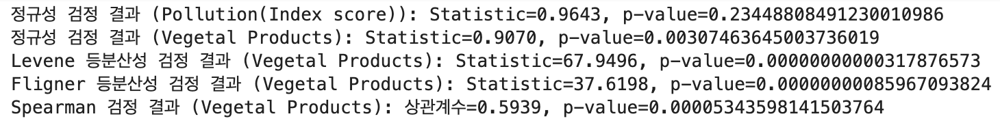 정규성 검정 결과 (Pollution(Index score)): Statistic=0.9643, p-value=0.23448808491230010986
정규성 검정 결과 (Vegetal Products): Statistic=0.9070, p-value=0.00307463645003736019
Levene 등분산성 검정 결과 (Vegetal Products): Statistic=67.9496, p-value=0.00000000000317876573
Fligner 등분산성 검정 결과 (Vegetal Products): Statistic=37.6198, p-value=0.00000000085967093824
Spearman 검정 결과 (Vegetal Products): 상관계수=0.5939, p-value=0.00005343598141503764